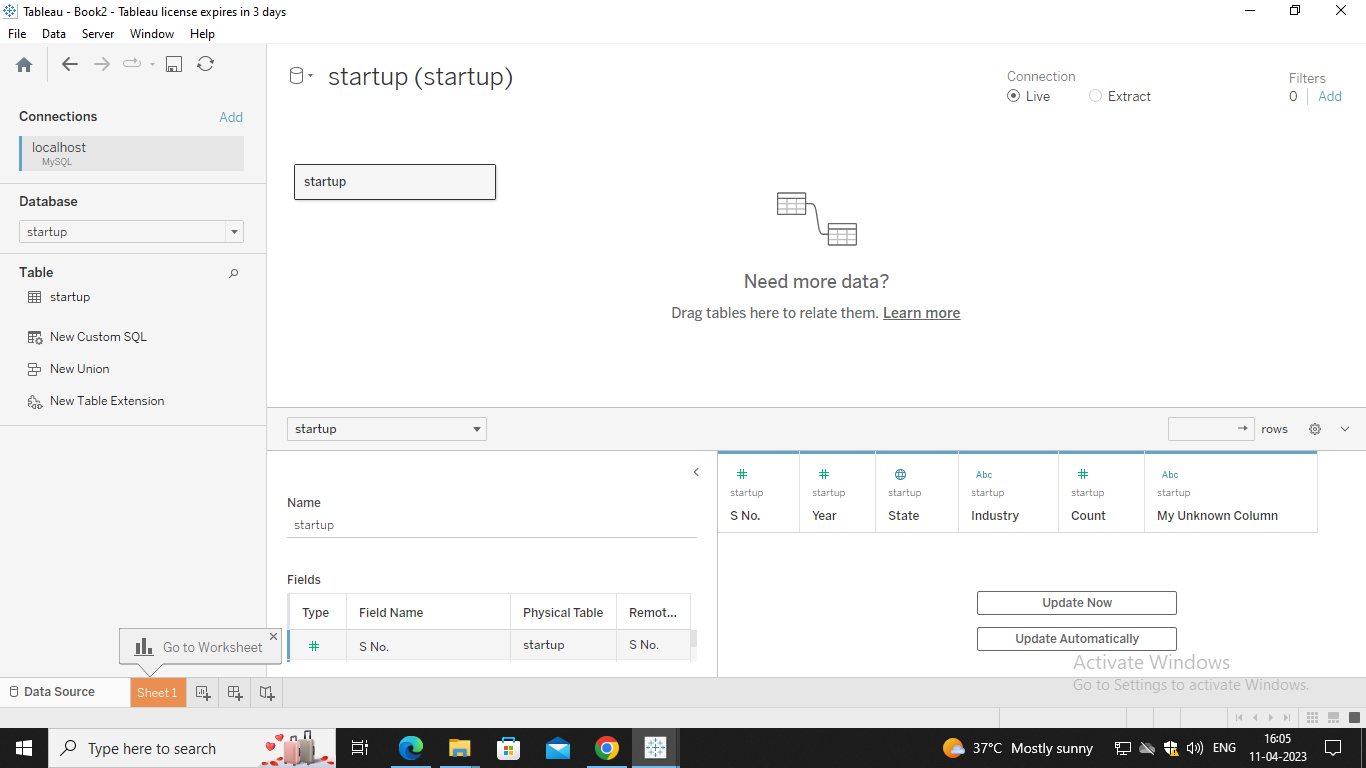 Tableau - Book2 - Tableau license expires in 3 days
File Data Server Window Help
startup (startup)
Connection
Live Extract
Filters
0 Add
Connections Add
localhost
MySQL
Database
startup
Table
startup
New Custom SQL
New Union
New Table Extension
startup
Need more data?
Drag tables here to relate them. Learn more
startup
rows
Name
startup
Fields
Type Field Name Physical Table Remot...
S No. startup S No.
startup startup startup Abc startup startup Abc startup
S No. Year State Industry Count My Unknown Column
Update Now
Update Automatically
Activate Windows
Go to Settings to activate Windows.
Go to Worksheet
Data Source Sheet 1
Type here to search
37°C Mostly sunny
ENG
16:05
11-04-2023